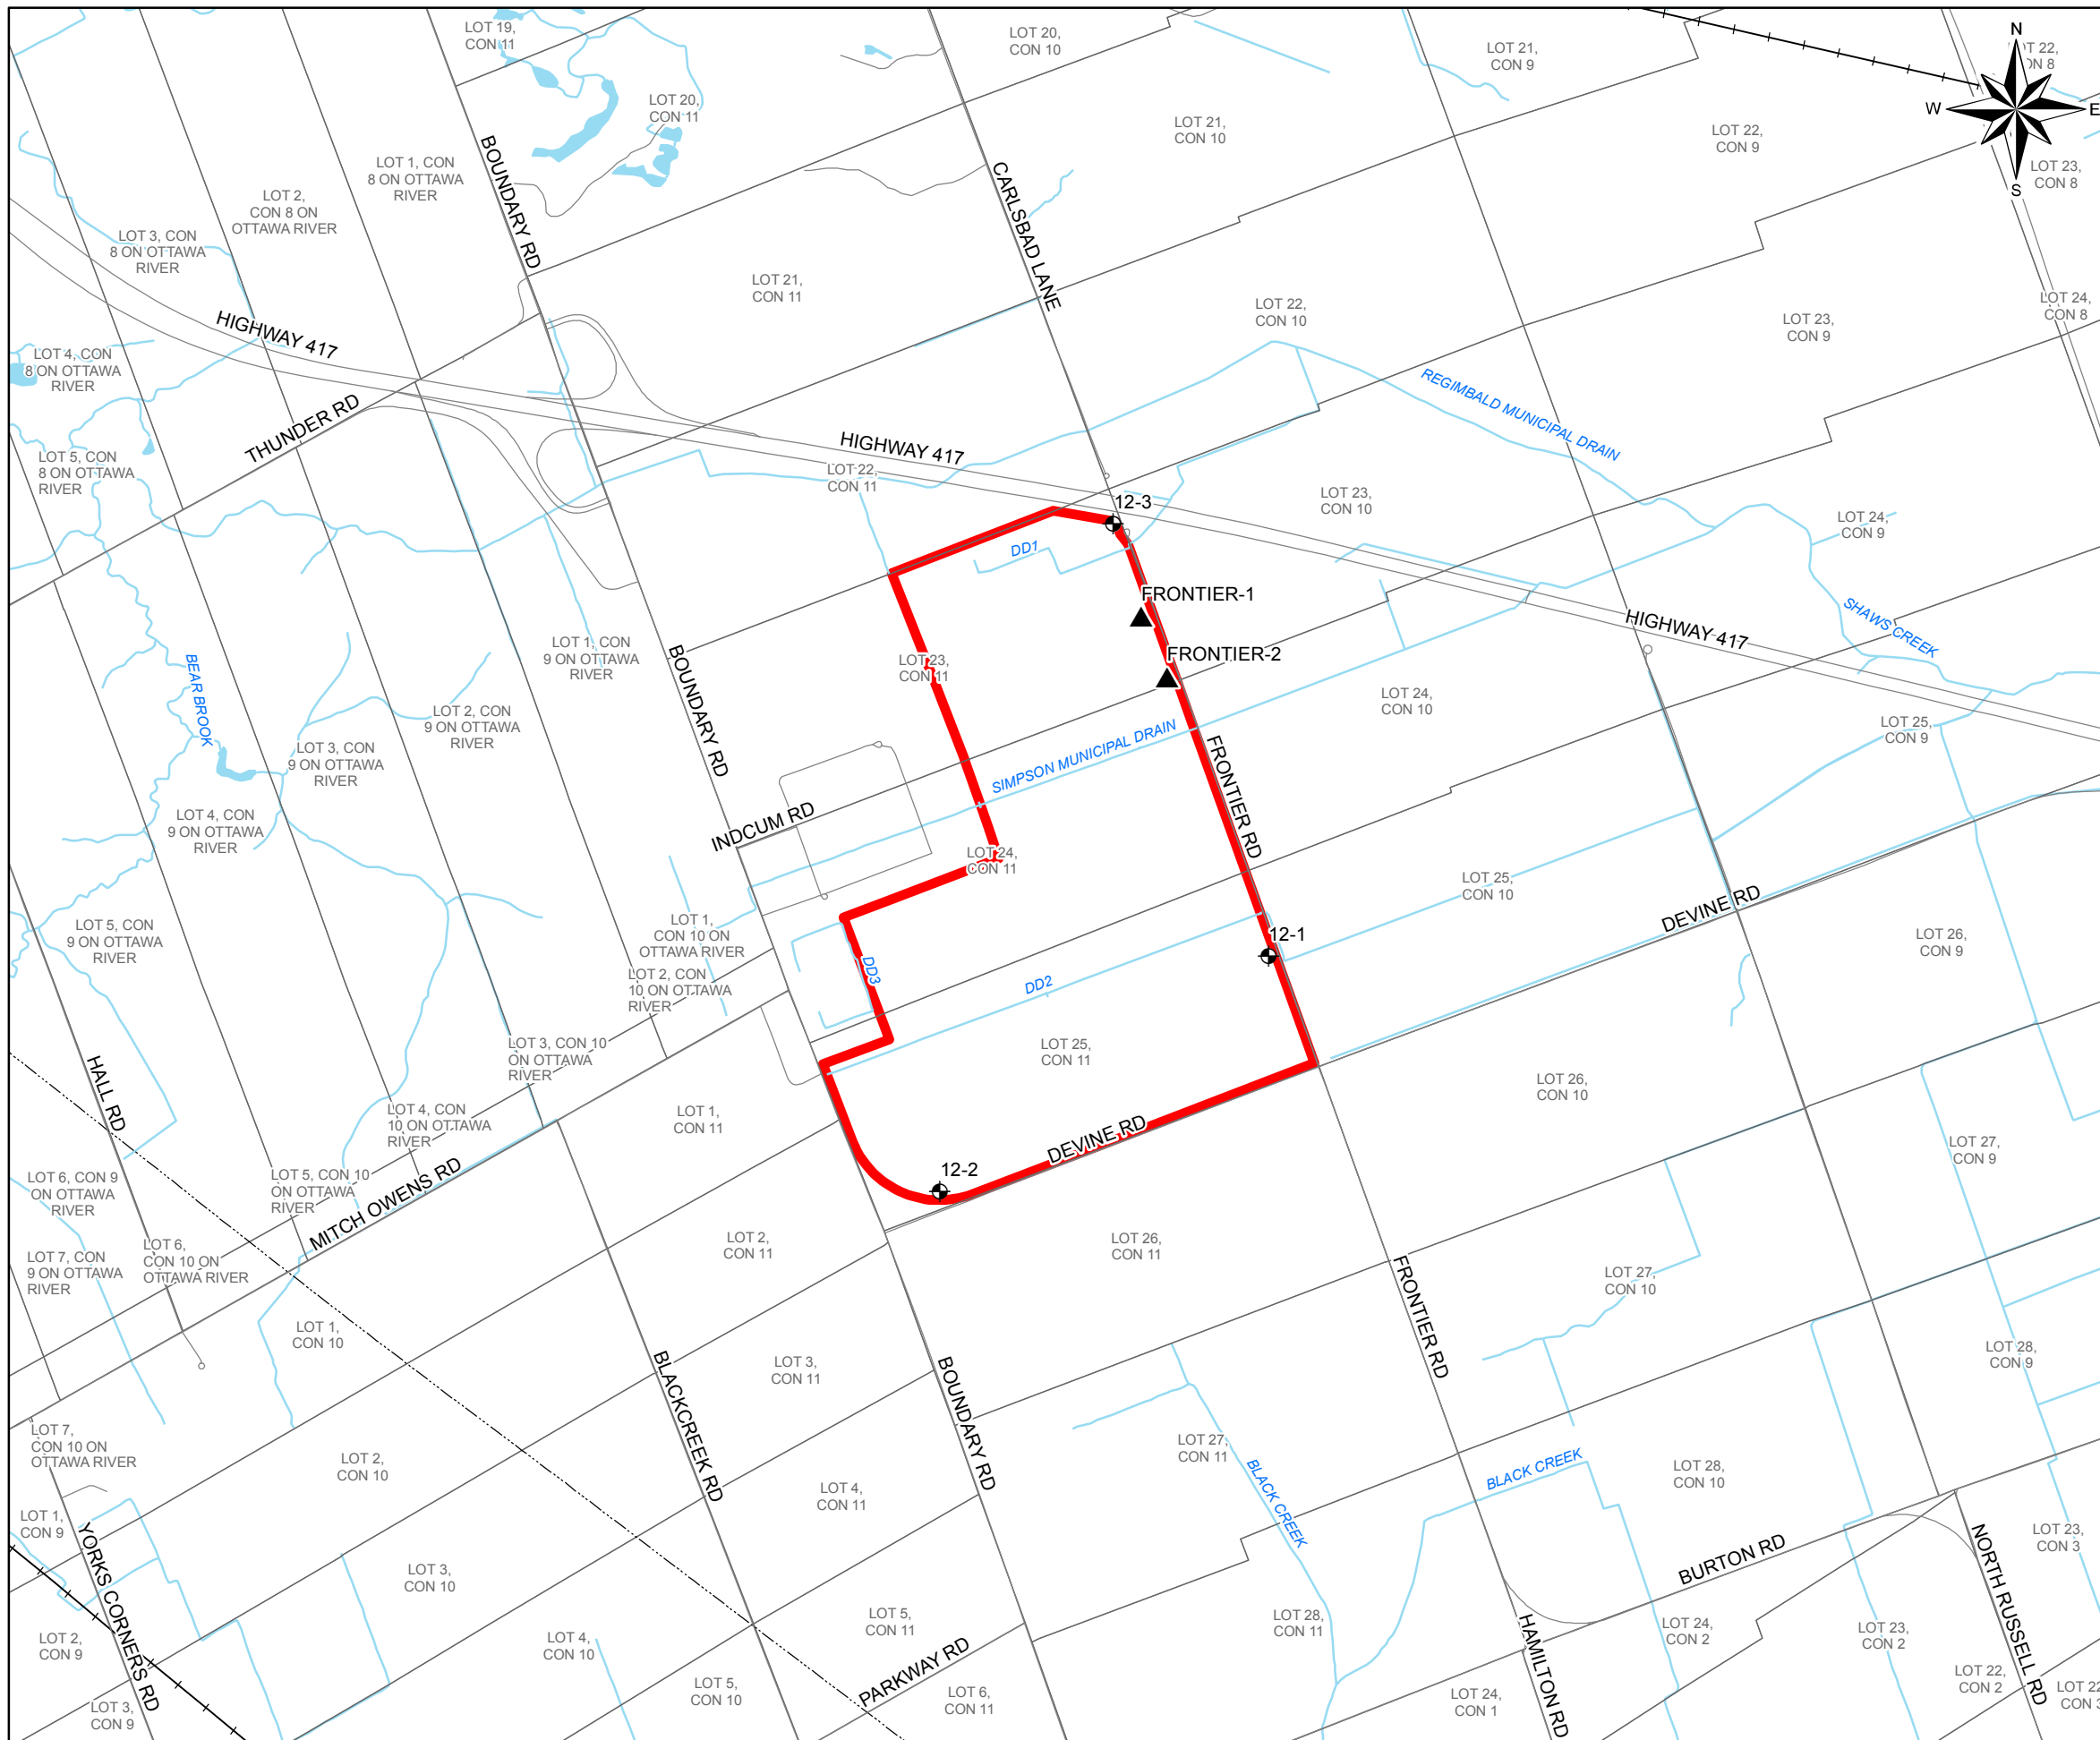 LOT 19,
CON 11
LOT 20,
CON 10
LOT 21,
CON 9
N
W
E
S
CON 8
LOT 20,
CON 11
LOT 21,
CON 10
LOT 22,
CON 9
LOT 23,
CON 8
BOUNDARY RD
LOT 1, CON
8 ON OTTAWA
RIVER
LOT 2,
CON 8 ON
OTTAWA RIVER
LOT 3, CON
8 ON OTTAWA
RIVER
CARLSBAD LANE
LOT 21,
CON 11
LOT 22,
CON 10
LOT 23,
CON 9
LOT 24,
CON 8
HIGHWAY 417
LOT 4, CON
8 ON OTTAWA
RIVER
THUNDER RD
LOT 5, CON
8 ON OTTAWA
RIVER
HIGHWAY 417
LOT 22,
CON 11
REGIMBALD MUNICIPAL DRAIN
12-3
LOT 23,
CON 10
LOT 24,
CON 9
DD1
FRONTIER-1
FRONTIER-2
HIGHWAY 417
SHAWS CREEK
LOT 1, CON
9 ON OTTAWA
RIVER
BOUNDARY RD
LOT 23,
CON 11
BEAR BROOK
LOT 2, CON
9 ON OTTAWA
RIVER
LOT 3, CON
9 ON OTTAWA
RIVER
LOT 24,
CON 10
LOT 25,
CON 9
SIMPSON MUNICIPAL DRAIN
FRONTIER RD
LOT 4, CON
9 ON OTTAWA
RIVER
INDCUM RD
LOT 24,
CON 11
LOT 25,
CON 10
DEVINE RD
LOT 5, CON
9 ON OTTAWA
RIVER
LOT 1,
CON 10 ON
OTTAWA RIVER
12-1
LOT 26,
CON 9
LOT 2, CON
10 ON OTTAWA
RIVER
DD3
DD2
HALL RD
LOT 3, CON 10
ON OTTAWA
RIVER
LOT 25,
CON 11
LOT 26,
CON 10
LOT 4, CON
10 ON OTTAWA
RIVER
LOT 1,
CON 11
DEVINE RD
LOT 27,
CON 9
LOT 6, CON 9
ON OTTAWA
RIVER
LOT 5, CON 10
ON OTTAWA
RIVER
MITCH OWENS RD
12-2
LOT 7, CON
9 ON OTTAWA
RIVER
LOT 6,
CON 10 ON
OTTAWA RIVER
LOT 2,
CON 11
LOT 26,
CON 11
FRONTIER RD
LOT 27,
CON 10
LOT 1,
CON 10
LOT 3,
CON 11
LOT 28,
CON 9
BLACKCREEK RD
BOUNDARY RD
LOT 7,
CON 10 ON
OTTAWA RIVER
LOT 2,
CON 10
LOT 27,
CON 11
BLACK CREEK
BLACK CREEK
LOT 28,
CON 10
LOT 4,
CON 11
LOT 1,
CON 9
YORKS CORNERS RD
LOT 3,
CON 10
BURTON RD
NORTH RUSSELL RD
LOT 23,
CON 3
LOT 2,
CON 9
LOT 4,
CON 10
LOT 5,
CON 11
LOT 28,
CON 11
HAMILTON RD
LOT 24,
CON 2
LOT 23,
CON 2
PARKWAY RD
LOT 3,
CON 9
LOT 5,
CON 10
LOT 6,
CON 11
LOT 24,
CON 1
LOT 22,
CON 2
LOT 22
CON